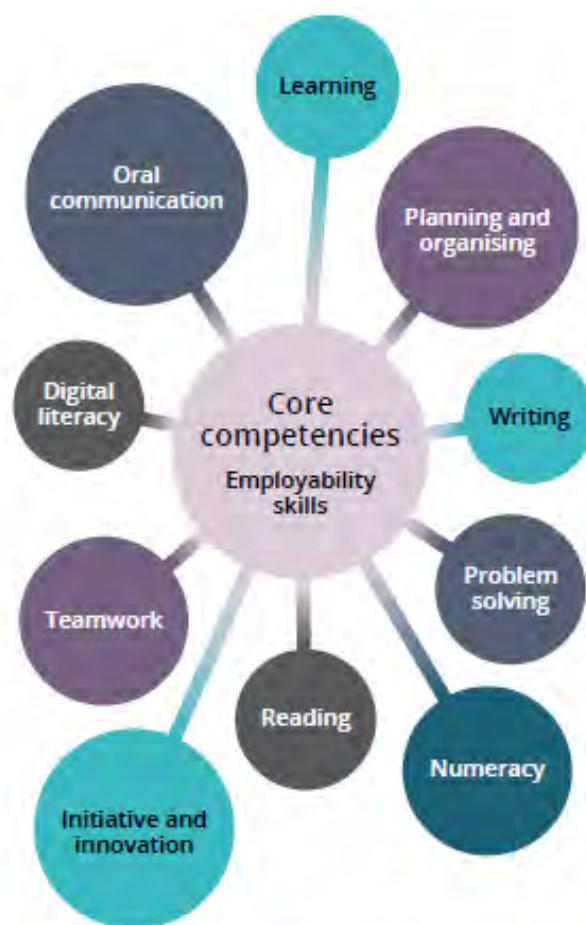 Learning
Oral
communication
Planning and
organising
Digital
literacy
Core
competencies
Employability
skills
Writing
Problem
solving
Teamwork
Reading
Numeracy
Initiative and
innovation